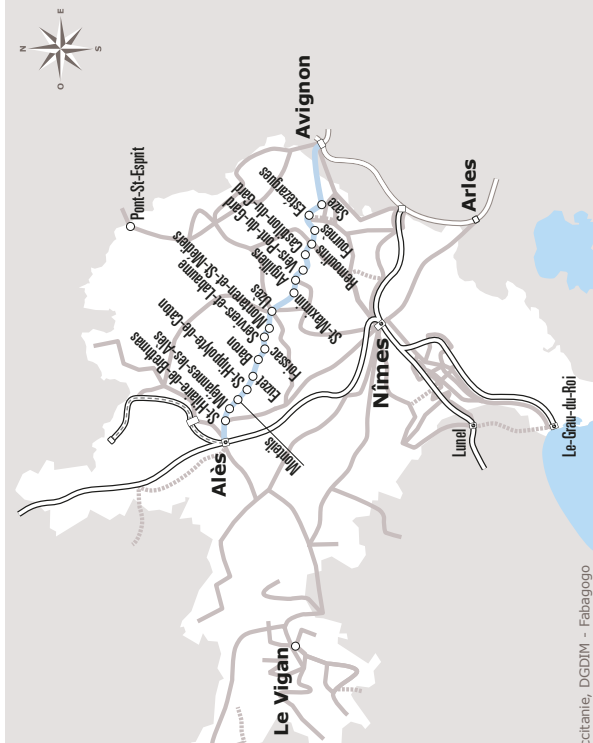 N
E
S
O
Pont-St-Esprit
Avignon
Estézargues
Saze
Castillon-du-Gard
Fournès
Vers-Pont-du-Gard
Remoulins
Argilliers
Arles
St-Maximin
Uzès
Montaren-et-St-Médiers
Serviers-et-Labaume
Foissac
Baron
St-Hippolyte-de-Caton
Euzet
Méjannes-lès-Alès
St-Hilaire-de-Brethmas
Monteils
Alès
Nîmes
Lunel
Le-Grau-du-Roi
Le Vigan
ccitanie, DGDIM - Fabagogo